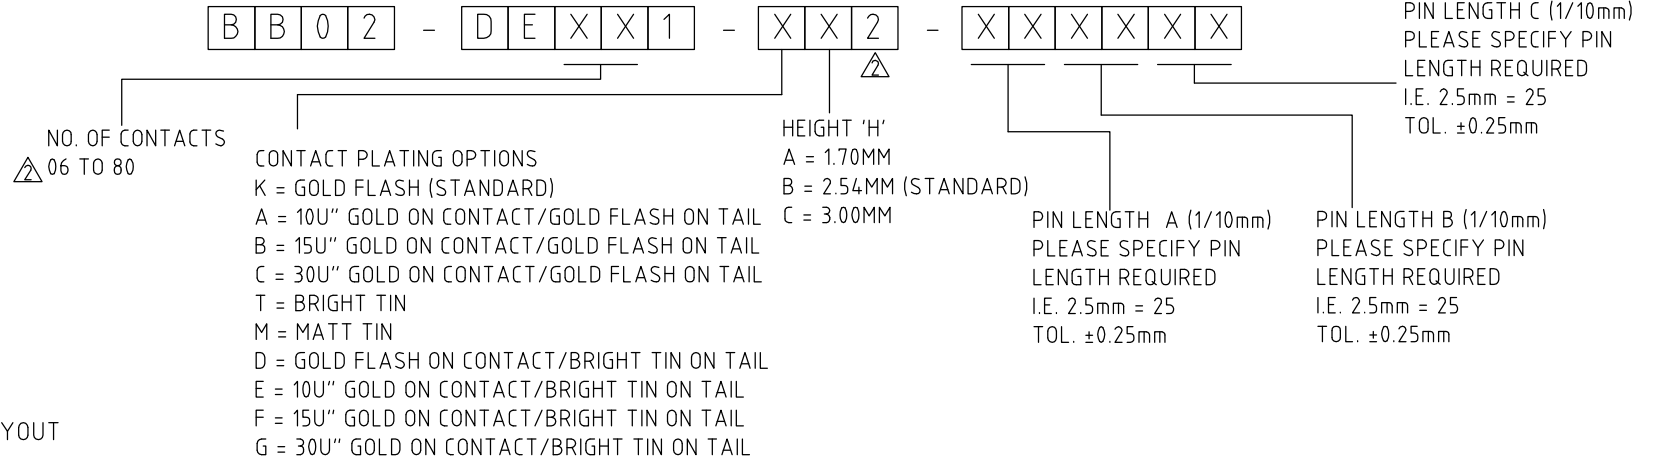 BB02 - DEXX1 - XX2 - XXXXXX
2
NO. OF CONTACTS
2 06 TO 80
CONTACT PLATING OPTIONS
K = GOLD FLASH (STANDARD)
A = 10U" GOLD ON CONTACT/GOLD FLASH ON TAIL
B = 15U" GOLD ON CONTACT/GOLD FLASH ON TAIL
C = 30U" GOLD ON CONTACT/GOLD FLASH ON TAIL
T = BRIGHT TIN
M = MATT TIN
D = GOLD FLASH ON CONTACT/BRIGHT TIN ON TAIL
E = 10U" GOLD ON CONTACT/BRIGHT TIN ON TAIL
F = 15U" GOLD ON CONTACT/BRIGHT TIN ON TAIL
G = 30U" GOLD ON CONTACT/BRIGHT TIN ON TAIL
HEIGHT 'H'
A = 1.70MM
B = 2.54MM (STANDARD)
C = 3.00MM
PIN LENGTH A (1/10mm)
PLEASE SPECIFY PIN
LENGTH REQUIRED
I.E. 2.5mm = 25
TOL. ±0.25mm
PIN LENGTH B (1/10mm)
PLEASE SPECIFY PIN
LENGTH REQUIRED
I.E. 2.5mm = 25
TOL. ±0.25mm
PIN LENGTH C (1/10mm)
PLEASE SPECIFY PIN
LENGTH REQUIRED
I.E. 2.5mm = 25
TOL. ±0.25mm
YOUT